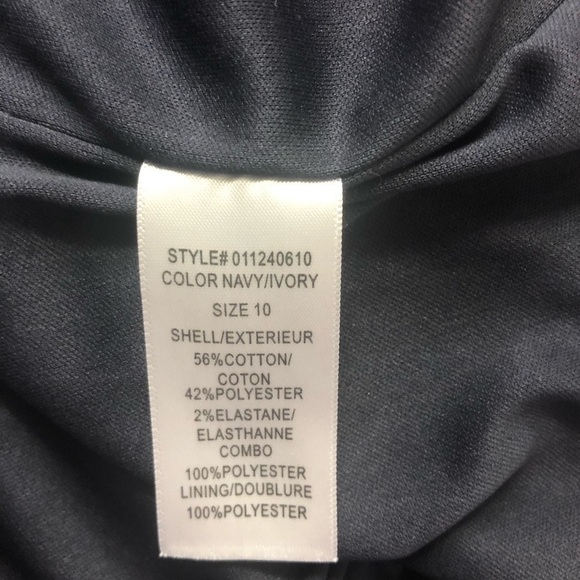 STYLE# 011240610
COLOR NAVY/IVORY
SIZE 10
SHELL/EXTERIEUR
56%COTTON/
COTON
42%POLYESTER
2%ELASTANE/
ELASTHANNE
COMBO
100%POLYESTER
LINING/DOUBLURE
100%POLYESTER